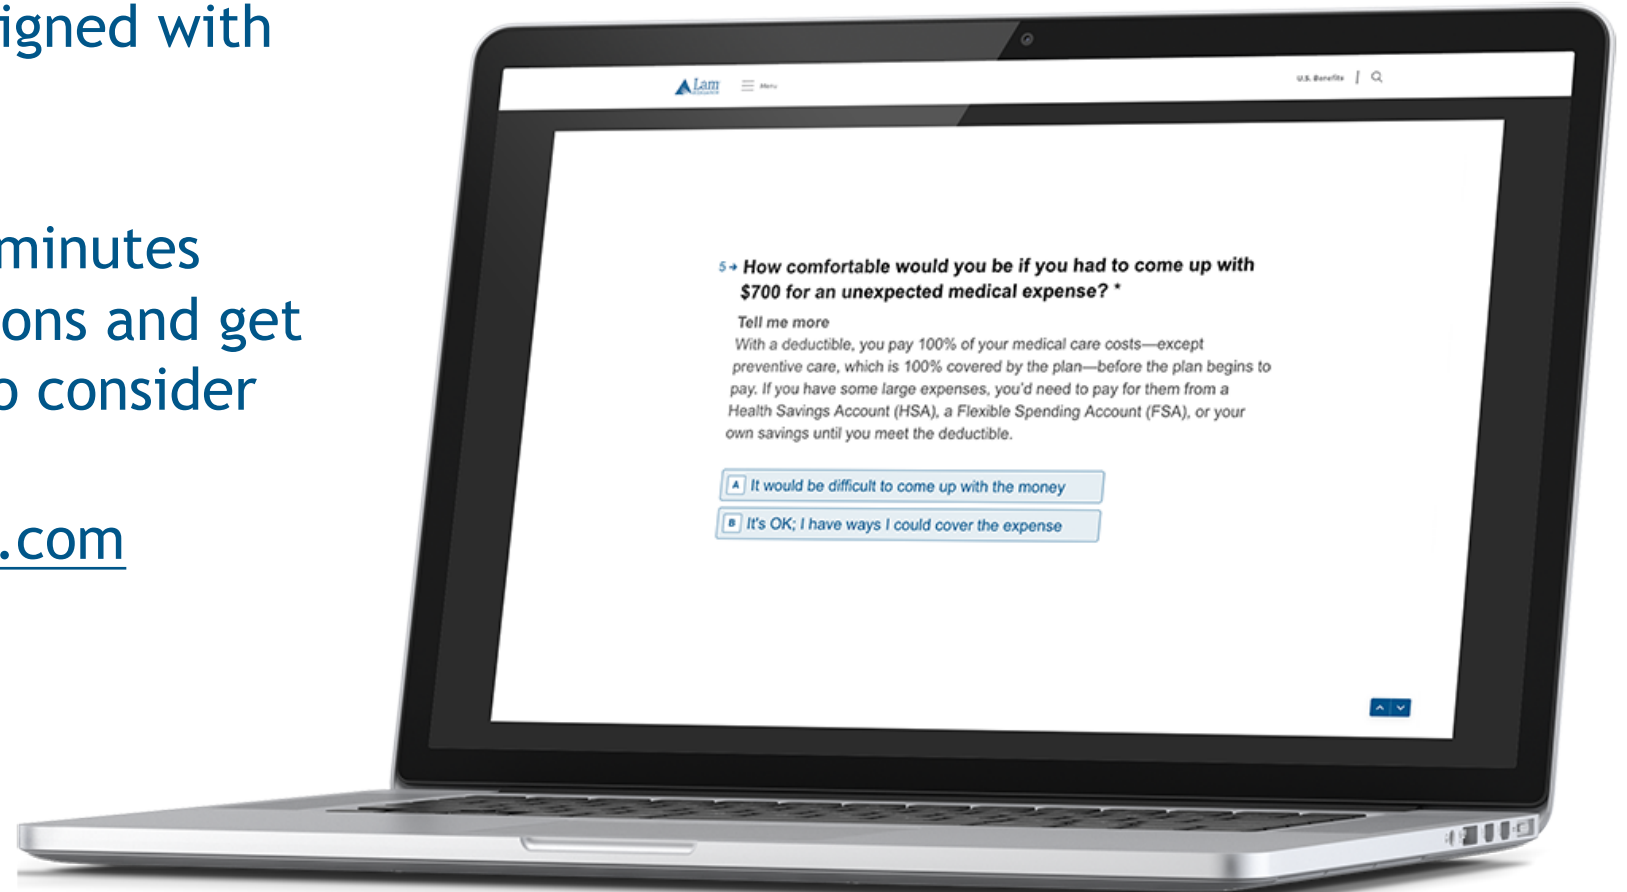 igned with
minutes
ons and get
o consider
.com
Lam
Menu
U.S. Benefits
5 → How comfortable would you be if you had to come up with
$700 for an unexpected medical expense? *
Tell me more
With a deductible, you pay 100% of your medical care costs—except
preventive care, which is 100% covered by the plan—before the plan begins to
pay. If you have some large expenses, you'd need to pay for them from a
Health Savings Account (HSA), a Flexible Spending Account (FSA), or your
own savings until you meet the deductible.
A It would be difficult to come up with the money
B It's OK; I have ways I could cover the expense